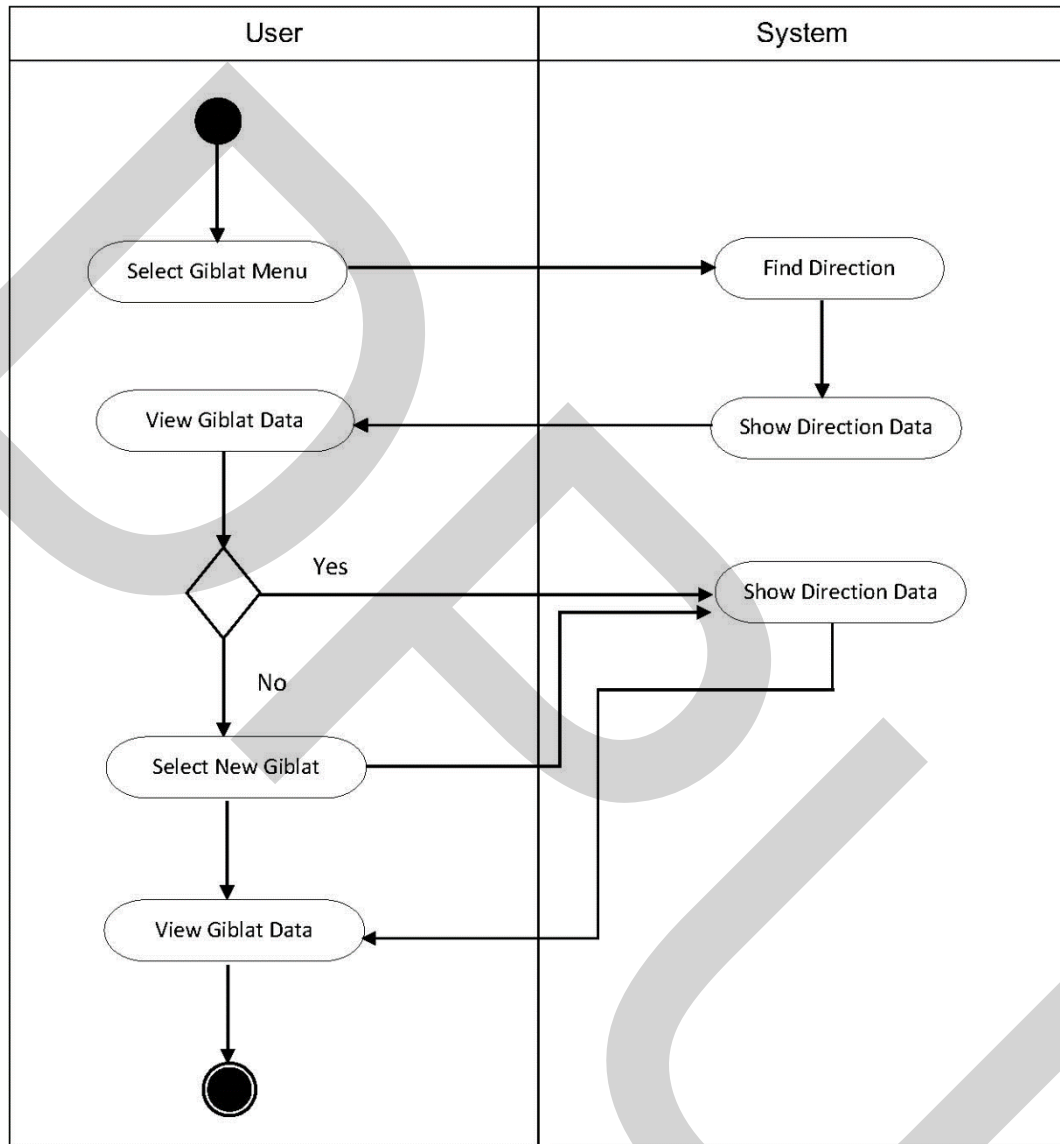 User
System
Select Giblat Menu
Find Direction
View Giblat Data
Show Direction Data
Yes
Show Direction Data
No
Select New Giblat
View Giblat Data